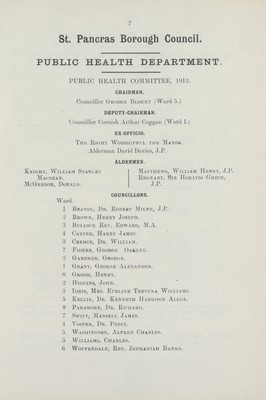 7
St. Pancras Borough Council.
PUBLIC HEALTH DEPARTMENT.
PUBLIC HEALTH COMMITTEE, 1912.
CHAIRMAN.
Councillor GEORGE BLOUNT (Ward 5.)
DEPUTY-CHAIRMAN.
Councillor Cornish Arthur Coggan (Ward 1.)
EX OFFICIO.
THE RIGHT WORSHIPFUL THE MAYOR.
Alderman David Davies, J.P.
ALDERMEN.
KNIGHT, WILLIAM STANLEY
MACBEAN.
McGREGOR, DONALD.
MATTHEWS, WILLIAM HENRY, J.P.
REGNART, SIR HORATIO GRECE,
J.P.
COUNCILLORS.
Ward.
1 BEATON, DR. ROBERT MILNE, J.P.
2 BROWN, HENRY JOSEPH.
3 BULLOCK REV. EDWARD, M.A.
4 CARTER, HARRY JAMES.
3 CHEESE, DR. WILLIAM.
7 FISHER, GEORGE OAKLEY.
2 GARDNER, GEORGE.
1 GRANT, GEORGE ALEXANDER.
8 GROOM, HENRY.
2 HIGGINS, JOHN.
3 IDRIS, MRS. EVELINE TREVENA WILLIAMS.
5 KELLIE, DR. KENNETH HARRISON ALLOA.
8 PARAMORE, DR. RICHARD.
7 SWIFT, MANSELL JAMES.
4 VOSPER, DR. PERCY.
5 WASHINGTON, ALFRED CHARLES.
5 WILLIAMS, CHARLES.
6 WOFFENDALE, REV. ZEPHANIAH BANKS.